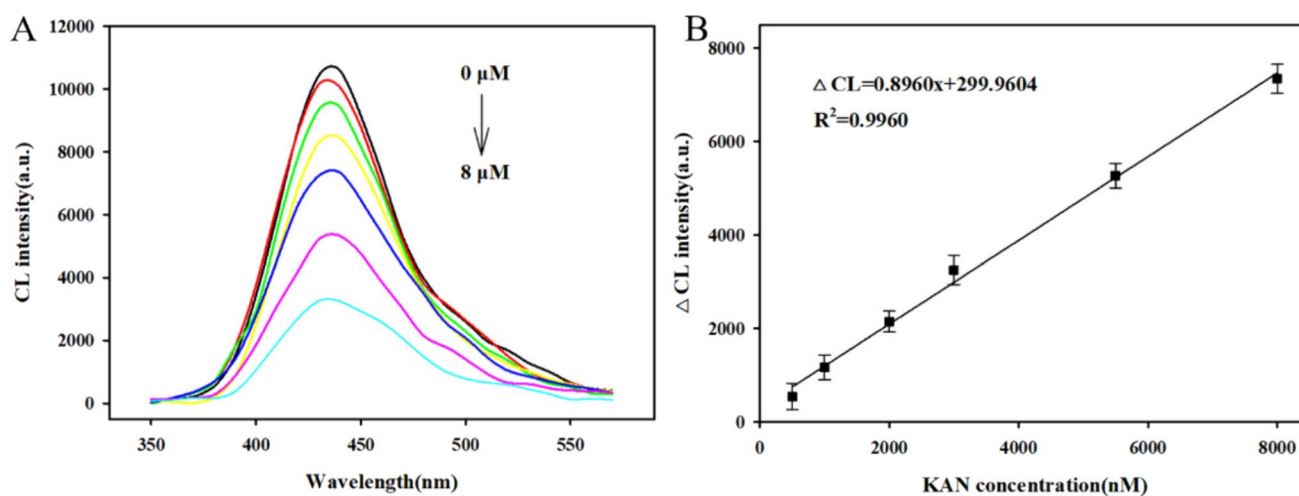 A
12000
10000
8000
6000
4000
2000
0
CL intensity(a.u.)
350
400
450
500
550
Wavelength(nm)
0 μM
8 μM
B
8000
6000
4000
2000
0
△ CL intensity(a.u.)
0
2000
4000
6000
8000
KAN concentration(nM)
△ CL=0.8960x+299.9604
R²=0.9960